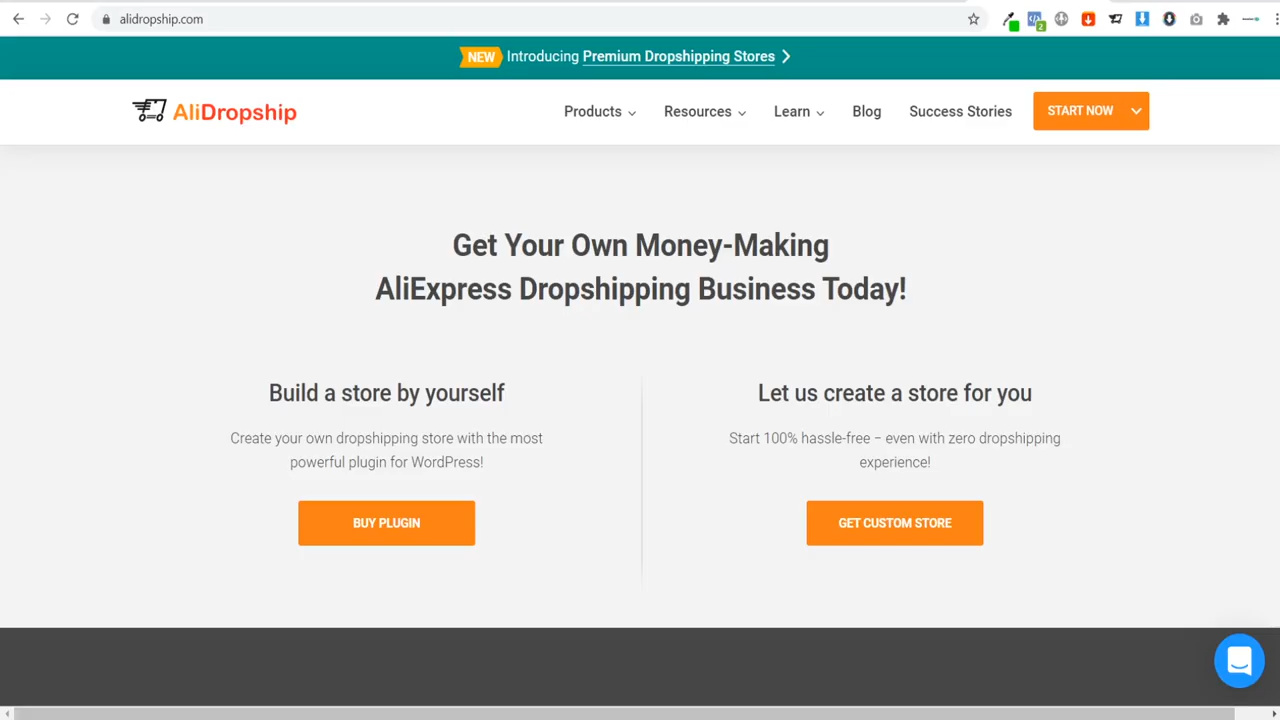 alidropship.com
2
NEW Introducing Premium Dropshipping Stores
AliDropship
Products
Resources
Learn
Blog
Success Stories
START NOW
Get Your Own Money-Making
AliExpress Dropshipping Business Today!
Build a store by yourself
Create your own dropshipping store with the most
powerful plugin for WordPress!
BUY PLUGIN
Let us create a store for you
Start 100% hassle-free – even with zero dropshipping
experience!
GET CUSTOM STORE